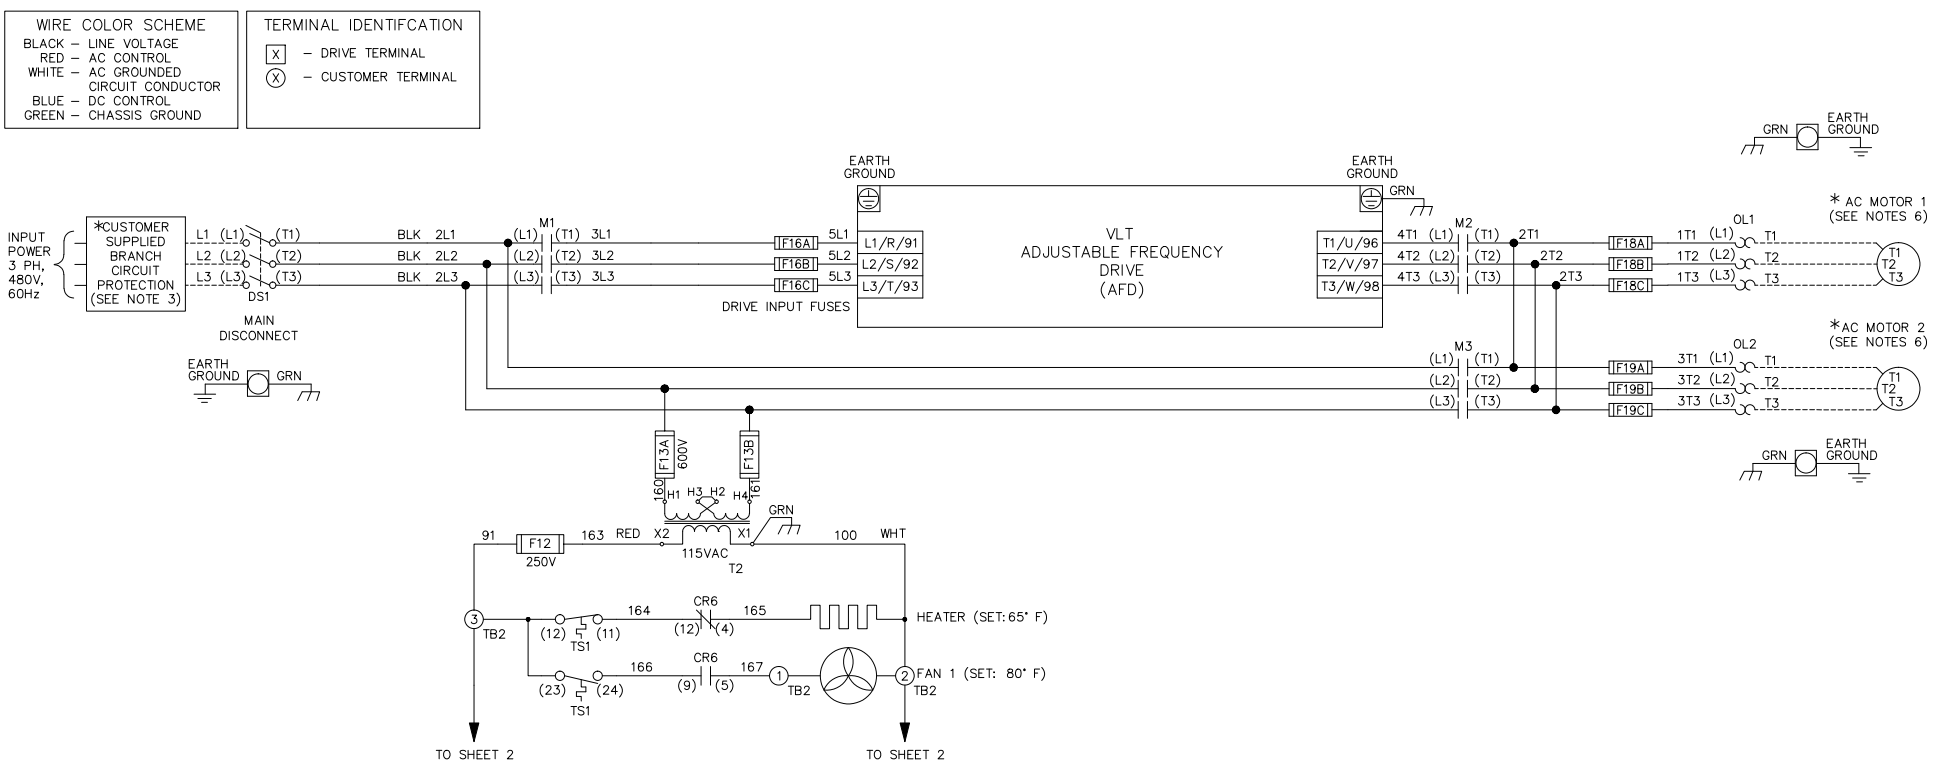 WIRE COLOR SCHEME
BLACK – LINE VOLTAGE
RED – AC CONTROL
WHITE – AC GROUNDED
CIRCUIT CONDUCTOR
BLUE – DC CONTROL
GREEN – CHASSIS GROUND
TERMINAL IDENTIFCATION
X – DRIVE TERMINAL
X – CUSTOMER TERMINAL
GRN
EARTH
GROUND
EARTH
GROUND
EARTH
GROUND
GRN
INPUT
POWER
3 PH,
480V,
60Hz
*CUSTOMER
SUPPLIED
BRANCH
CIRCUIT
PROTECTION
(SEE NOTE 3)
L1 (L1) (T1) BLK 2L1 (L1) M1 (T1) 3L1 F16A 5L1 L1/R/91
L2 (L2) (T2) BLK 2L2 (L2) (T2) 3L2 F16B 5L2 L2/S/92
L3 (L3) (T3) BLK 2L3 (L3) (T3) 3L3 F16C 5L3 L3/T/93
DS1
MAIN
DISCONNECT
DRIVE INPUT FUSES
VLT
ADJUSTABLE FREQUENCY
DRIVE
(AFD)
T1/U/96 4T1 (L1) M2 (T1) 2T1 F18A 1T1 (L1) OL1 T1
T2/V/97 4T2 (L2) (T2) 2T2 F18B 1T2 (L2) T2
T3/W/98 4T3 (L3) (T3) 2T3 F18C 1T3 (L3) T3
* AC MOTOR 1
(SEE NOTES 6)
T1
T2
T3
EARTH
GROUND
GRN
M3
(L1) (T1) F19A 3T1 (L1) OL2 T1
(L2) (T2) F19B 3T2 (L2) T2
(L3) (T3) F19C 3T3 (L3) T3
* AC MOTOR 2
(SEE NOTES 6)
T1
T2
T3
GRN
EARTH
GROUND
F13A
600V
F13B
160
161
H1 H3 H2 H4
GRN
91 F12 163 RED X2 X1 100 WHT
250V
115VAC
T2
3
TB2
164 CR6 165
(12) (11) (12) (4)
TS1
HEATER (SET: 65° F)
166 CR6 167 1 2
(23) (24) (9) (5) TB2 TB2
TS1
FAN 1 (SET: 80° F)
TO SHEET 2
TO SHEET 2